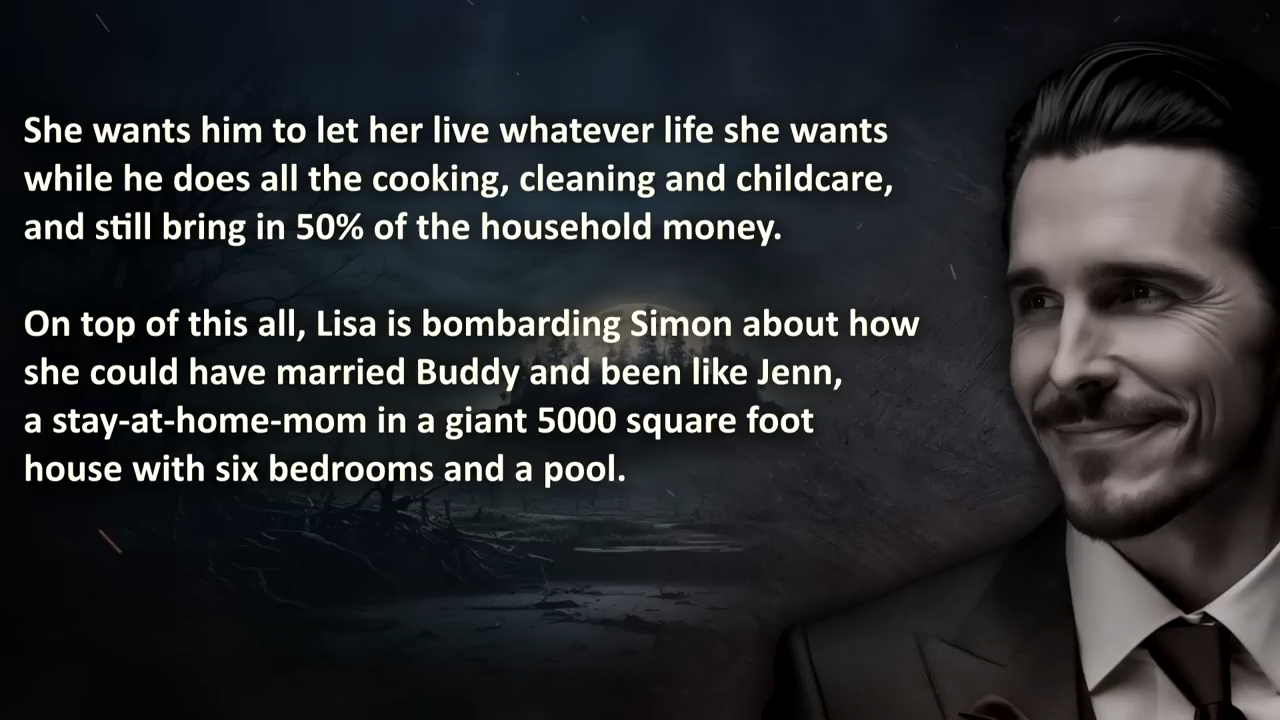 She wants him to let her live whatever life she wants
while he does all the cooking, cleaning and childcare,
and still bring in 50% of the household money.
On top of this all, Lisa is bombarding Simon about how
she could have married Buddy and been like Jenn,
a stay-at-home-mom in a giant 5000 square foot
house with six bedrooms and a pool.